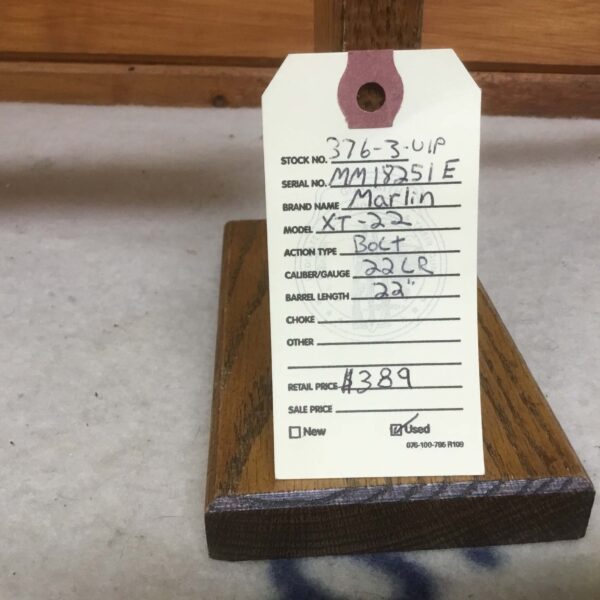 STOCK NO. 376-3-UIP
SERIAL NO. MM18251E
BRAND NAME Marlin
MODEL XT-22
ACTION TYPE Bolt
CALIBER/GAUGE 22LR
BARREL LENGTH 22"
CHOKE
OTHER
RETAIL PRICE $389
SALE PRICE
New Used
076-100-795 R109